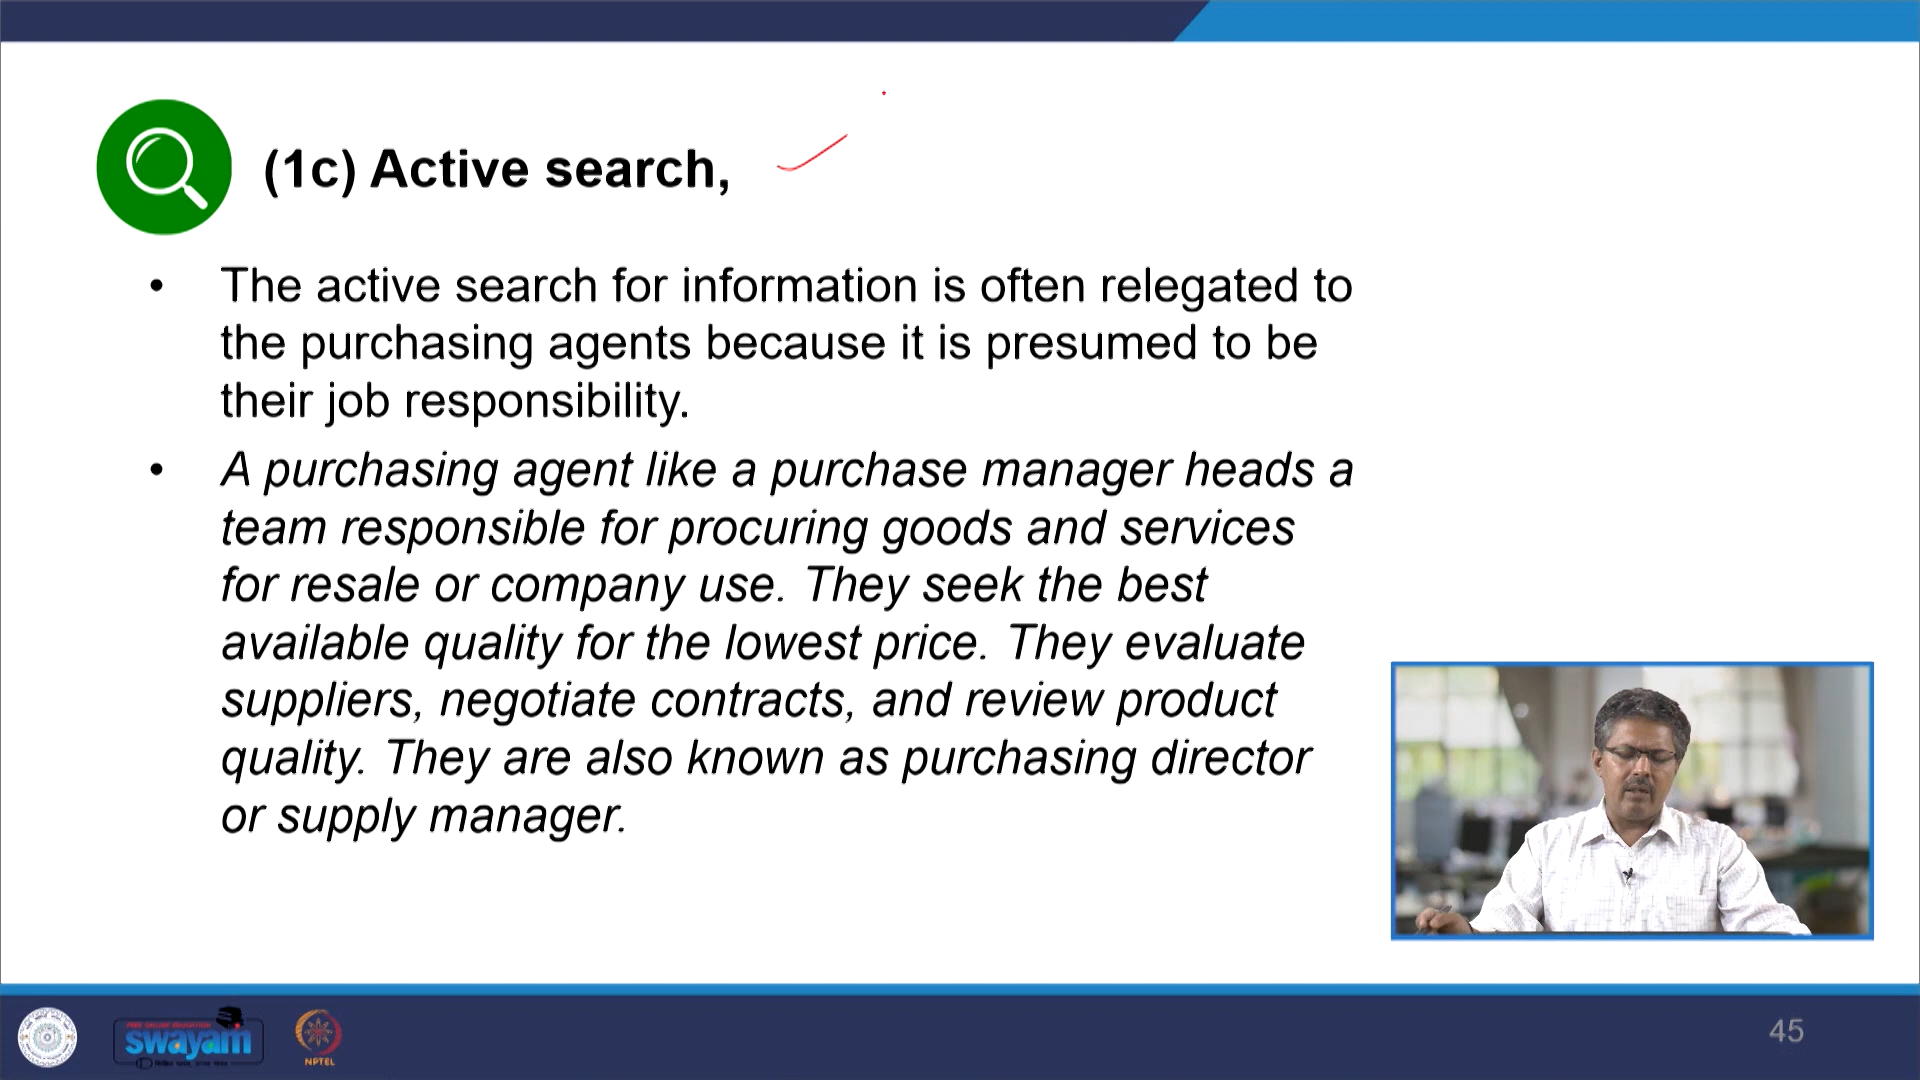 (1c) Active search,
• The active search for information is often relegated to
the purchasing agents because it is presumed to be
their job responsibility.
• A purchasing agent like a purchase manager heads a
team responsible for procuring goods and services
for resale or company use. They seek the best
available quality for the lowest price. They evaluate
suppliers, negotiate contracts, and review product
quality. They are also known as purchasing director
or supply manager.
FREE ONLINE EDUCATION
swayam
NPTEL
45